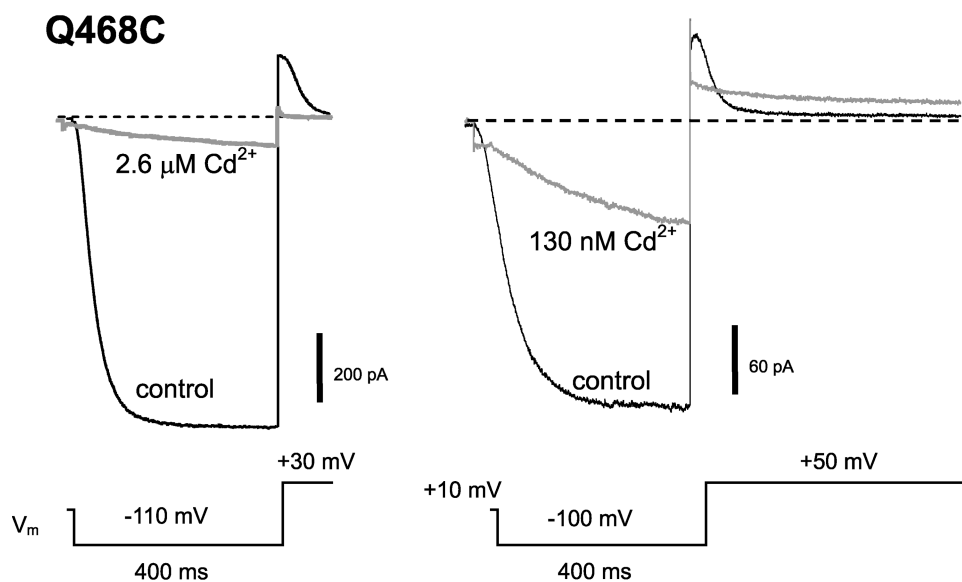 Q468C
2.6 μM Cd2+
130 nM Cd2+
control
200 pA
control
60 pA
+30 mV
+50 mV
+10 mV
Vm
-110 mV
-100 mV
400 ms
400 ms